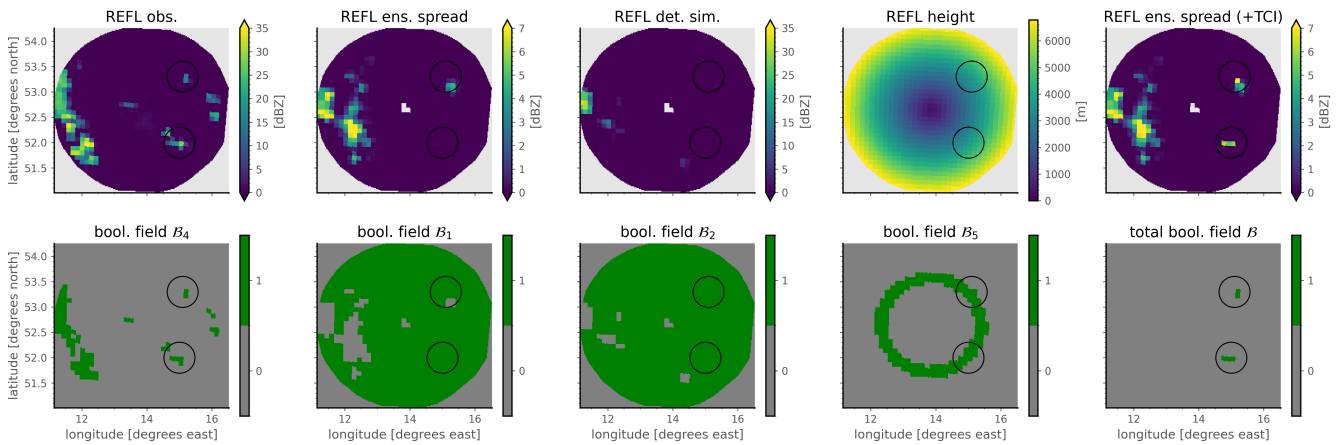 REFL obs.
REFL ens. spread
REFL det. sim.
REFL height
REFL ens. spread (+TCI)
latitude [degrees north]
54.0
53.5
53.0
52.5
52.0
51.5
35
30
25
20
15
10
5
0
[dBZ]
7
6
5
4
3
2
1
0
[dBZ]
35
30
25
20
15
10
5
0
[dBZ]
6000
5000
4000
3000
2000
1000
0
[m]
7
6
5
4
3
2
1
0
[dBZ]
bool. field ℬ₄
bool. field ℬ₁
bool. field ℬ₂
bool. field ℬ₅
total bool. field ℬ
latitude [degrees north]
54.0
53.5
53.0
52.5
52.0
51.5
1
0
1
0
1
0
1
0
1
0
12 14 16
12 14 16
12 14 16
12 14 16
12 14 16
longitude [degrees east]
longitude [degrees east]
longitude [degrees east]
longitude [degrees east]
longitude [degrees east]